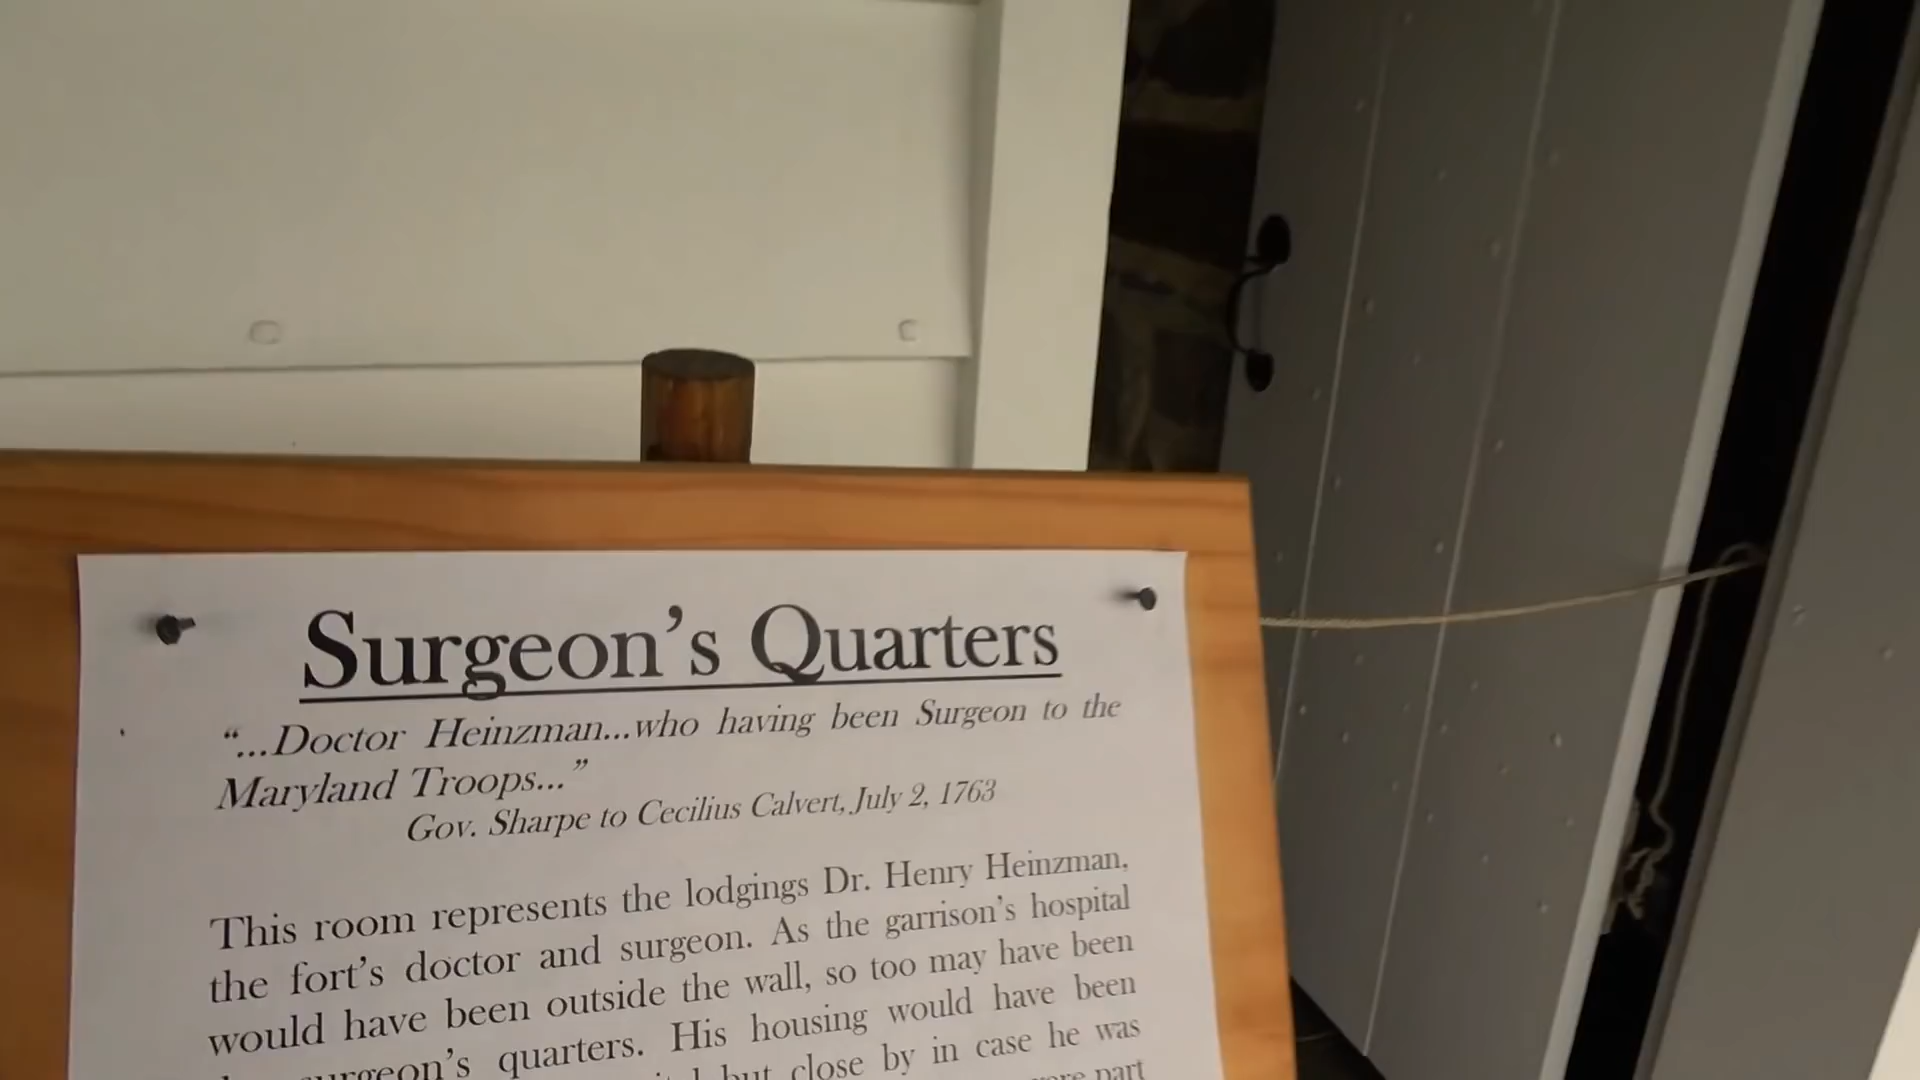 Surgeon's Quarters
“...Doctor Heinzman...who having been Surgeon to the
Maryland Troops...”
Gov. Sharpe to Cecilius Calvert, July 2, 1763
This room represents the lodgings Dr. Henry Heinzman,
the fort's doctor and surgeon. As the garrison's hospital
would have been outside the wall, so too may have been
surgeon's quarters. His housing would have been
but close by in case he was
part